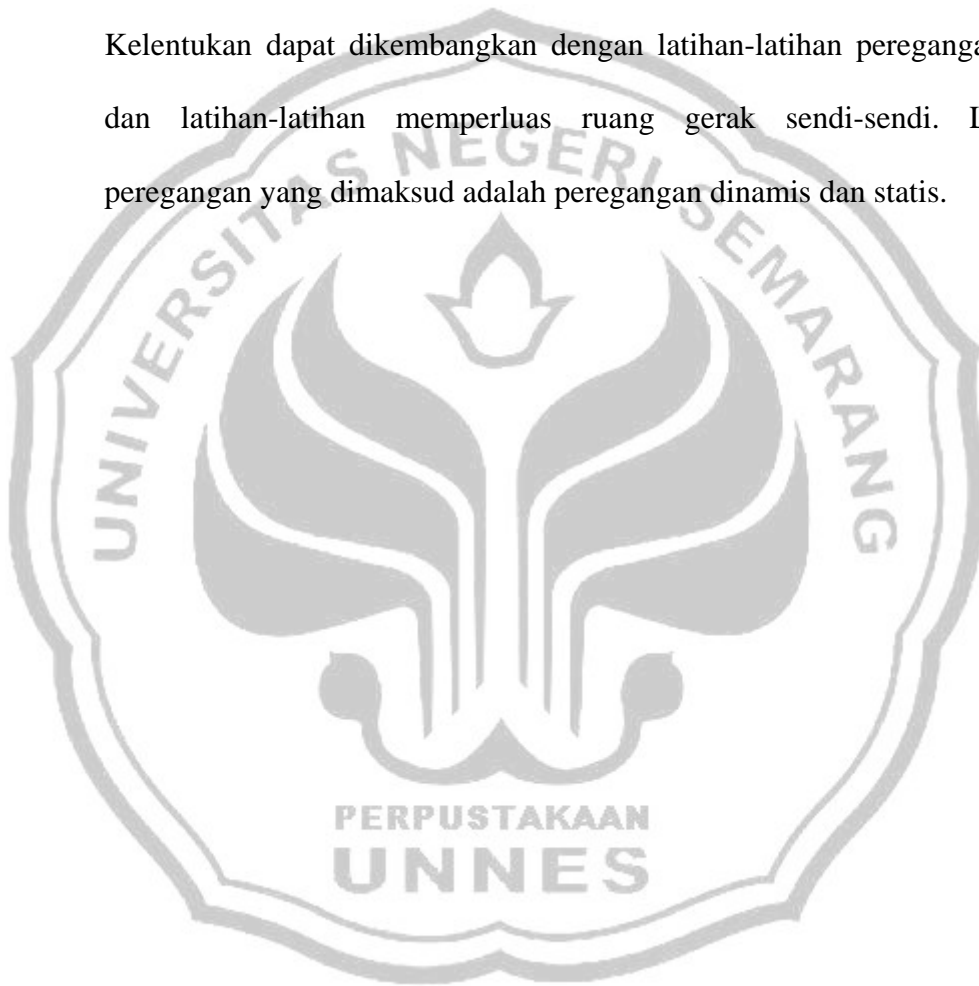 Kelentukan dapat dikembangkan dengan latihan-latihan peregang
dan latihan-latihan memperluas ruang gerak sendi-sendi.
peregangan yang dimaksud adalah peregangan dinamis dan statis.
UNIVERSITAS NEGERI SEMARANG
PERPUSTAKAAN
UNNES